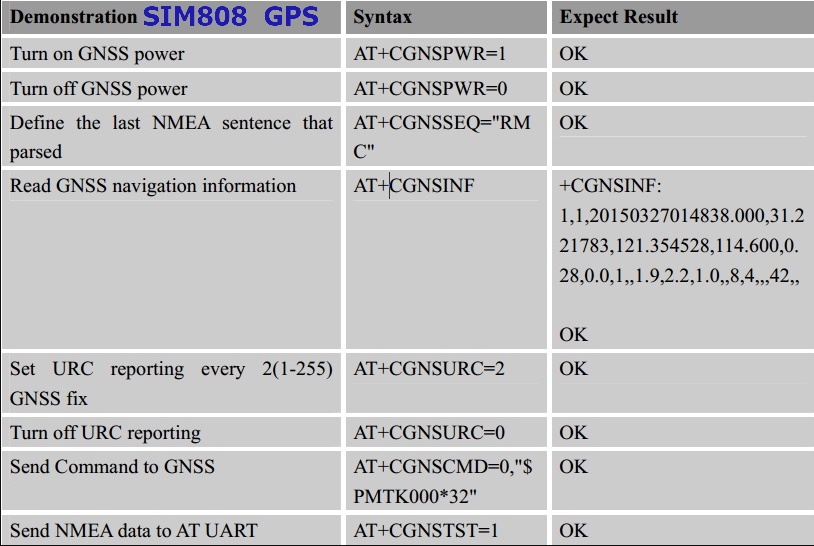 Demonstration SIM808 GPS Syntax Expect Result
Turn on GNSS power AT+CGNSPWR=1 OK
Turn off GNSS power AT+CGNSPWR=0 OK
Define the last NMEA sentence that AT+CGNSSEQ="RM OK
parsed C"
Read GNSS navigation information AT+CGNSINF +CGNSINF:
1,1,20150327014838.000,31.2
21783,121.354528,114.600,0.
28,0.0,1,,1.9,2.2,1.0,,8,4,,,42,,
OK
Set URC reporting every 2(1-255) AT+CGNSURC=2 OK
GNSS fix
Turn off URC reporting AT+CGNSURC=0 OK
Send Command to GNSS AT+CGNSCMD=0,"$ OK
PMTK000*32"
Send NMEA data to AT UART AT+CGNSTST=1 OK